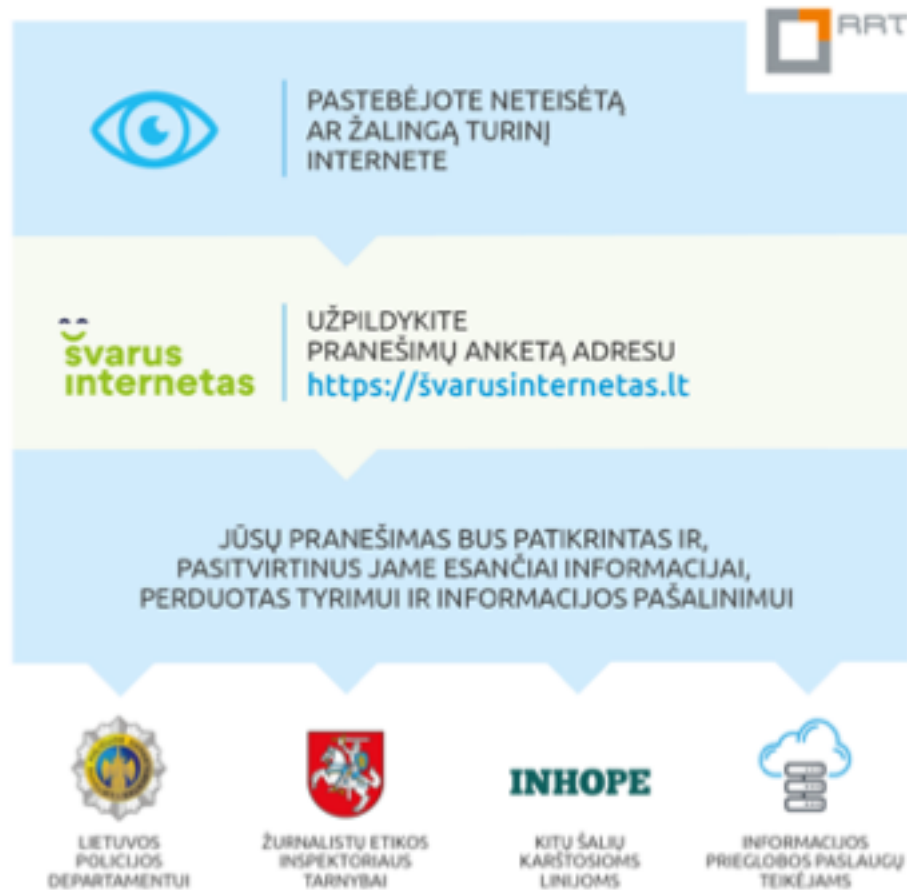 RRT
PASTEBĖJOTE NETEISĖTĄ
AR ŽALINGĄ TURINĮ
INTERNETE
švarus
internetas
UŽPILDYKITE
PRANEŠIMŲ ANKETĄ ADRESU
https://švarusinternetas.lt
JŪSŲ PRANEŠIMAS BUS PATIKRINTAS IR,
PASITVIRTINUS JAME ESANČIAI INFORMACIJAI,
PERDUOTAS TYRIMUI IR INFORMACIJOS PAŠALINIMUI
LIETUVOS
POLICIJOS
DEPARTAMENTUI
ŽURNALISTŲ ETIKOS
INSPEKTORIAUS
TARNYBAI
INHOPE
KITŲ ŠALIŲ
KARŠTOSIOMS
LINIJOMS
INFORMACIJOS
PRIEGLOBOS PASLAUGŲ
TEIKĖJAMS